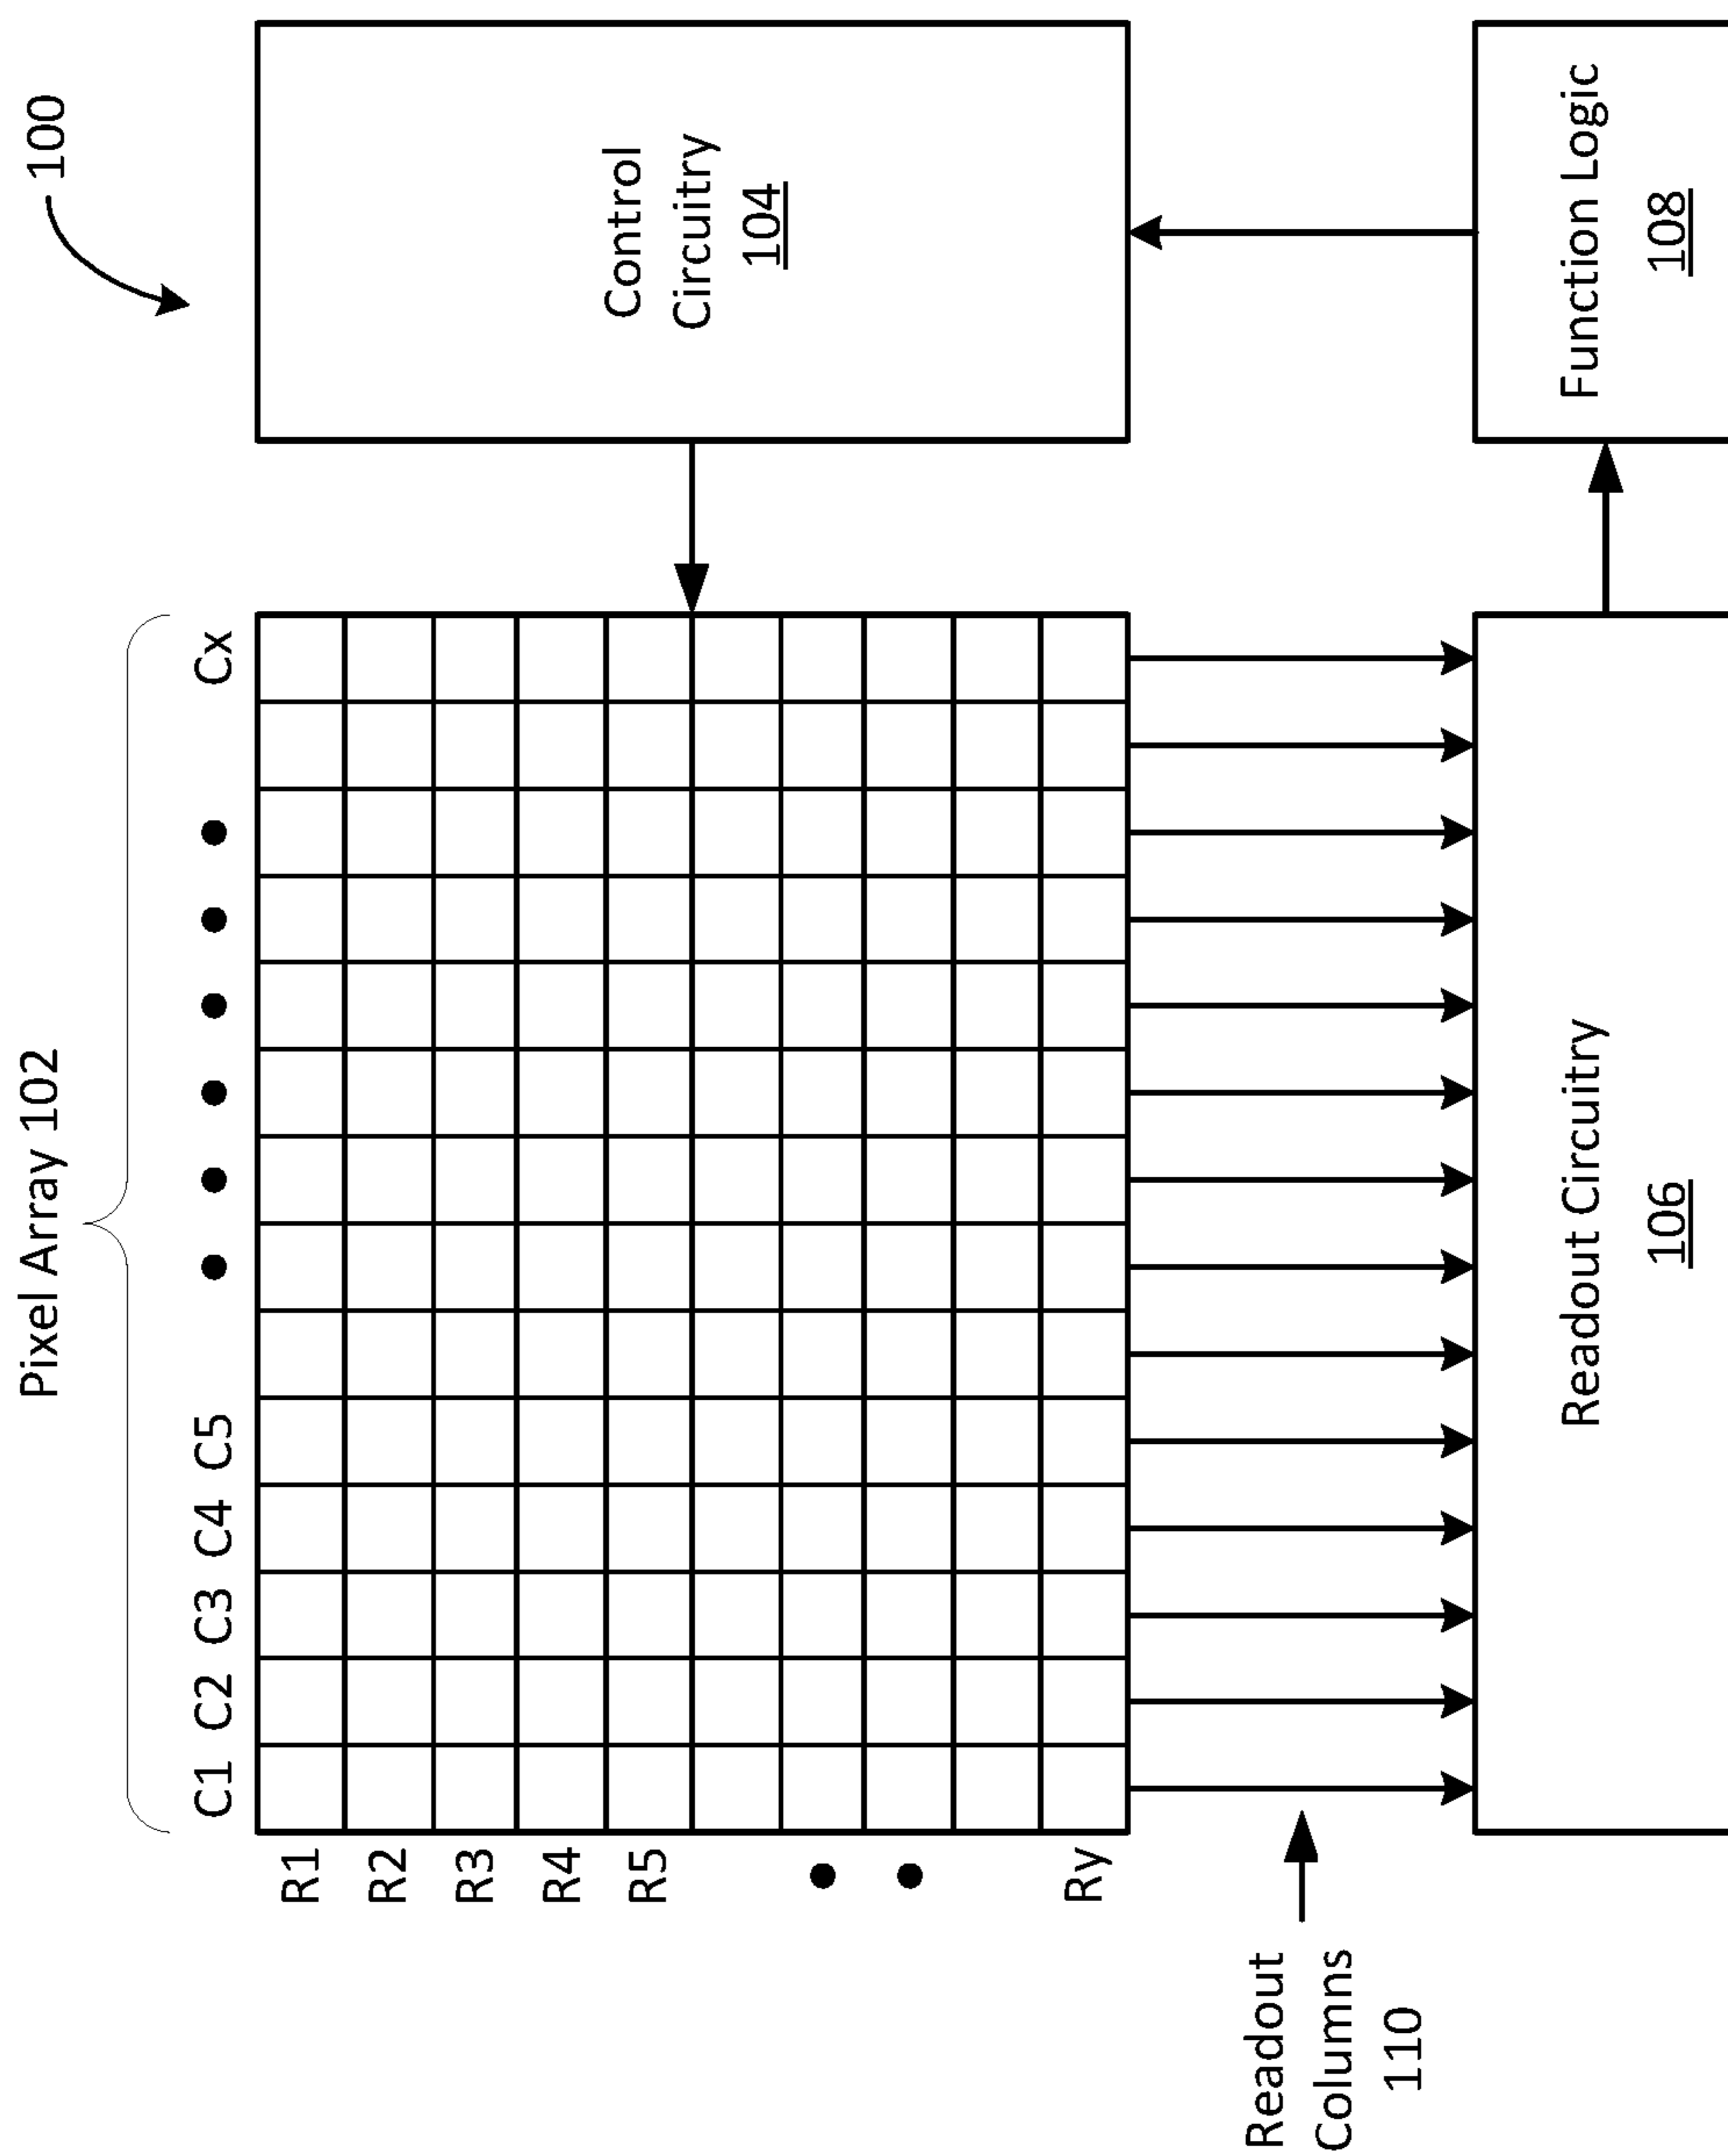 100
Pixel Array 102
C1 C2 C3 C4 C5 Cx
R1
R2
R3
R4
R5
Ry
Control
Circuitry
104
Readout
Columns
110
Readout Circuitry
106
Function Logic
108